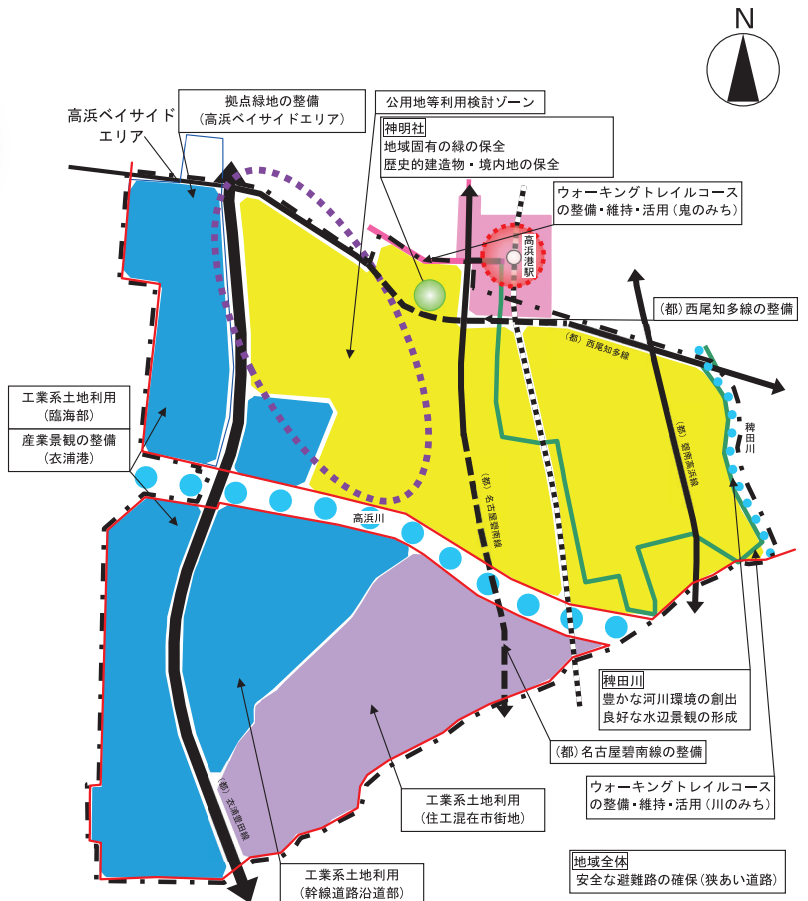 N
高浜ベイサイド
エリア
拠点緑地の整備
(高浜ベイサイドエリア)
公用地等利用検討ゾーン
神明社
地域固有の緑の保全
歴史的建造物・境内地の保全
ウォーキングトレイルコース
の整備・維持・活用(鬼のみち)
高浜港駅
(都)西尾知多線の整備
(都)西尾知多線
工業系土地利用
(臨海部)
産業景観の整備
(衣浦港)
稗田川
(都)碧南高浜線
(都)名古屋碧南線
高浜川
稗田川
豊かな河川環境の創出
良好な水辺景観の形成
(都)名古屋碧南線の整備
ウォーキングトレイルコース
の整備・維持・活用(川のみち)
(都)衣浦豊田線
工業系土地利用
(住工混在市街地)
工業系土地利用
(幹線道路沿道部)
地域全体
安全な避難路の確保(狭あい道路)